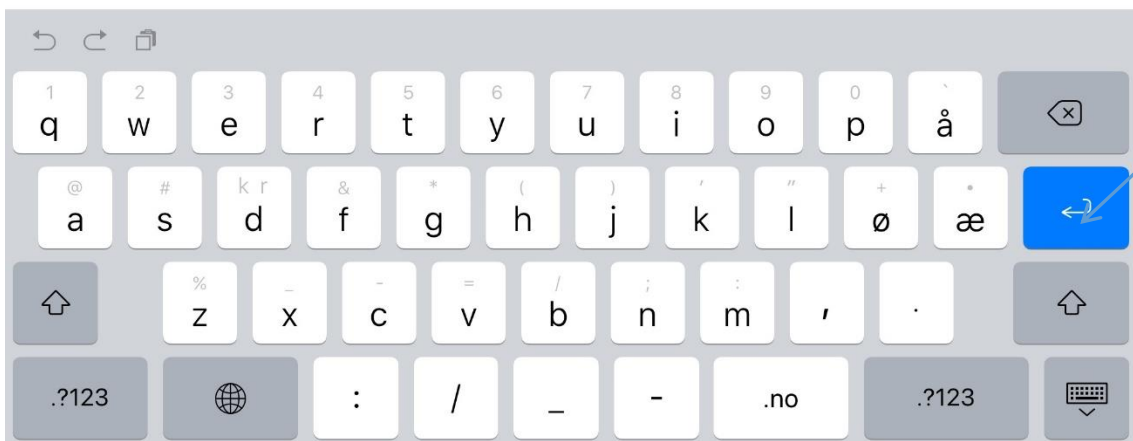 1 2 3 4 5 6 7 8 9 0 `
q w e r t y u i o p å
@ # k r & * ( ) ′ ″ + •
a s d f g h j k l ø æ
% _ - = / ; :
z x c v b n m , .
.?123 : / _ - .no .?123